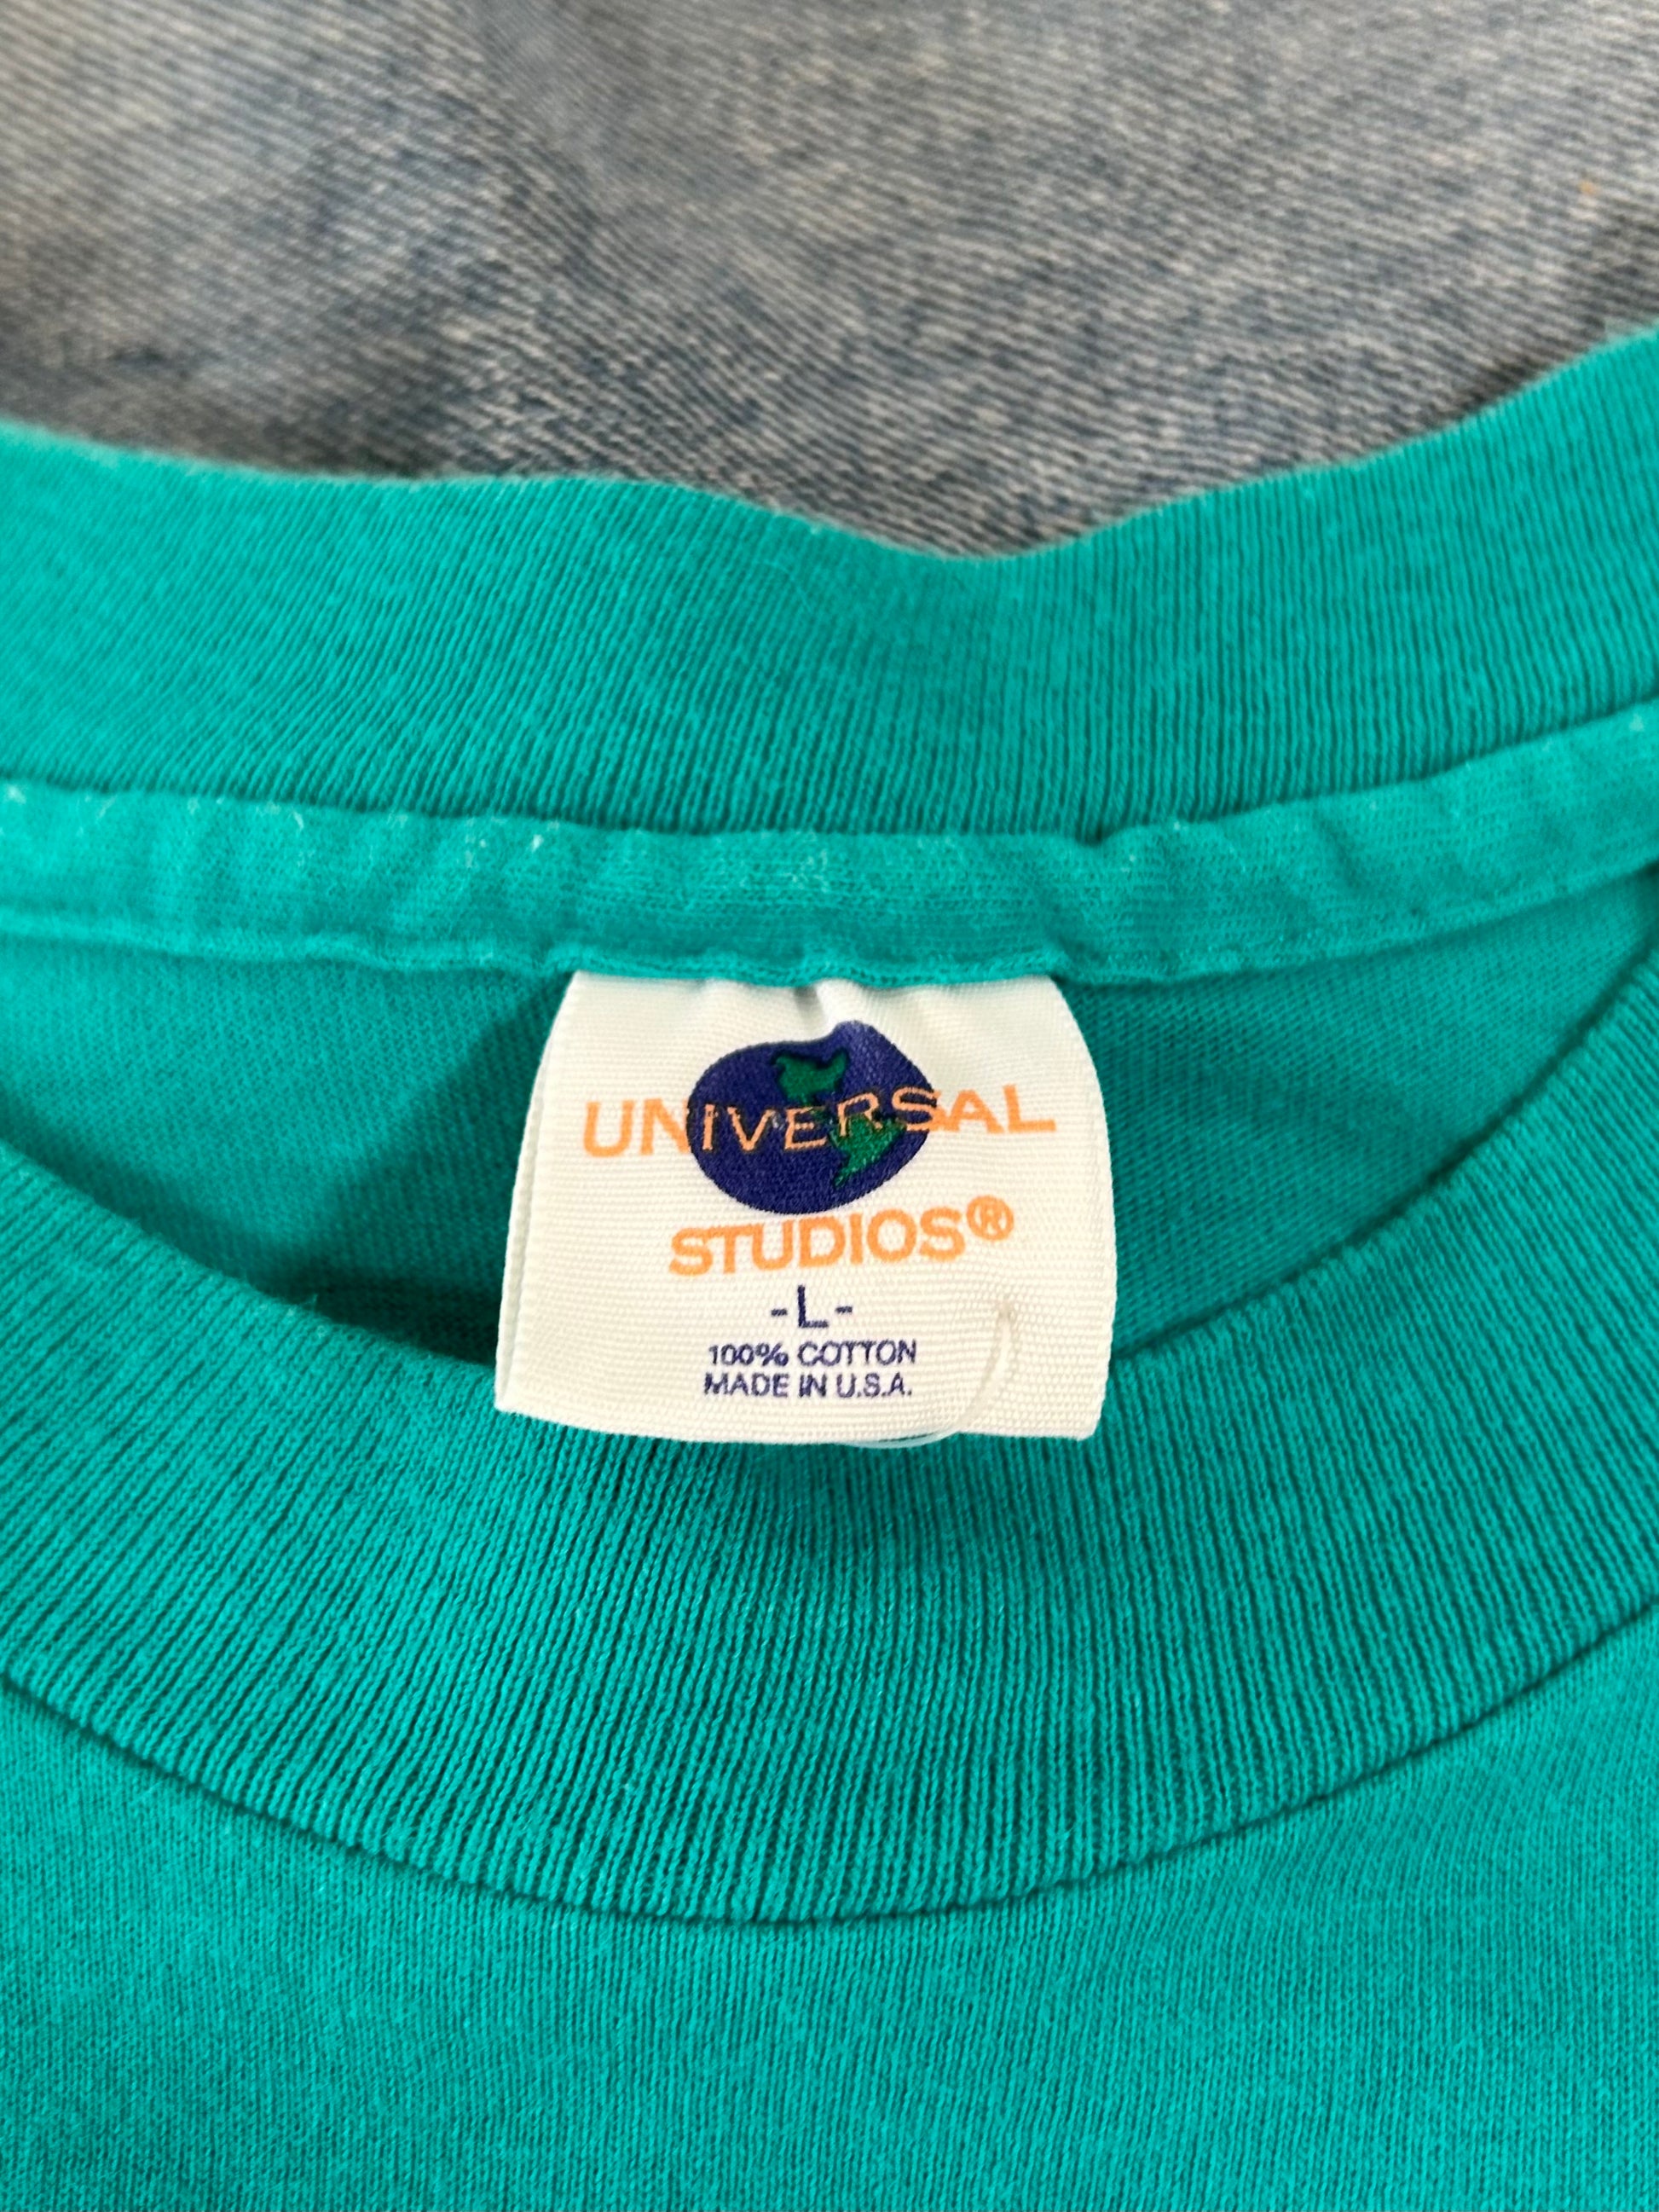 UNIVERSAL
STUDIOS®
-L-
100% COTTON
MADE IN U.S.A.